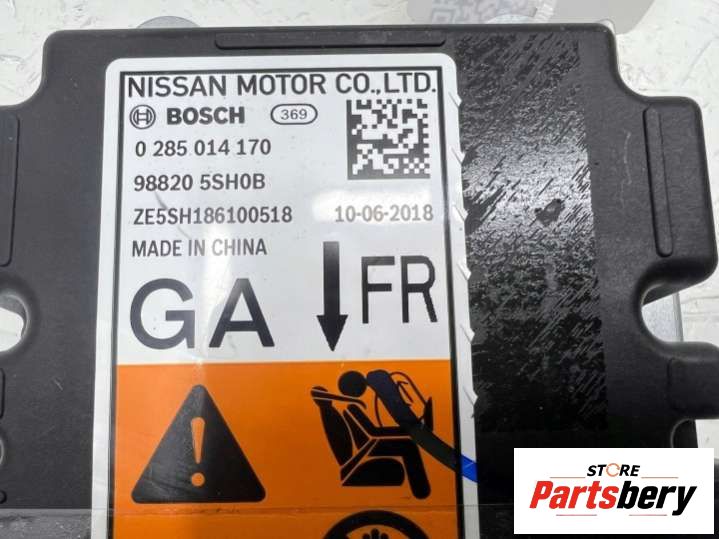 NISSAN MOTOR CO.,LTD.
BOSCH 369
0 285 014 170
98820 5SH0B
ZE5SH186100518 10-06-2018
MADE IN CHINA
GA FR
STORE
Partsbery